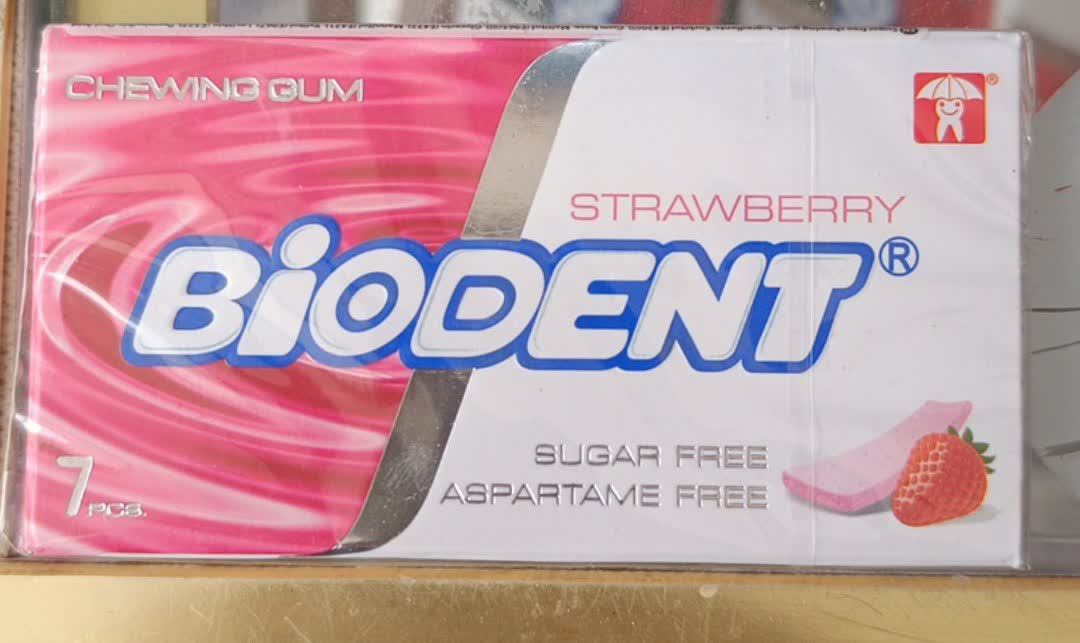 CHEWING GUM
STRAWBERRY
BiODENT®
SUGAR FREE
ASPARTAME FREE
7 PCS.